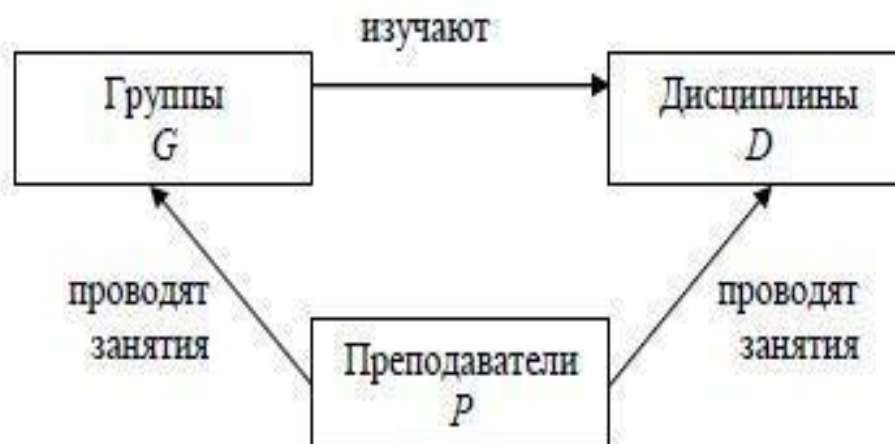 изучают
Группы
G
Дисциплины
D
проводят
занятия
проводят
занятия
Преподаватели
P